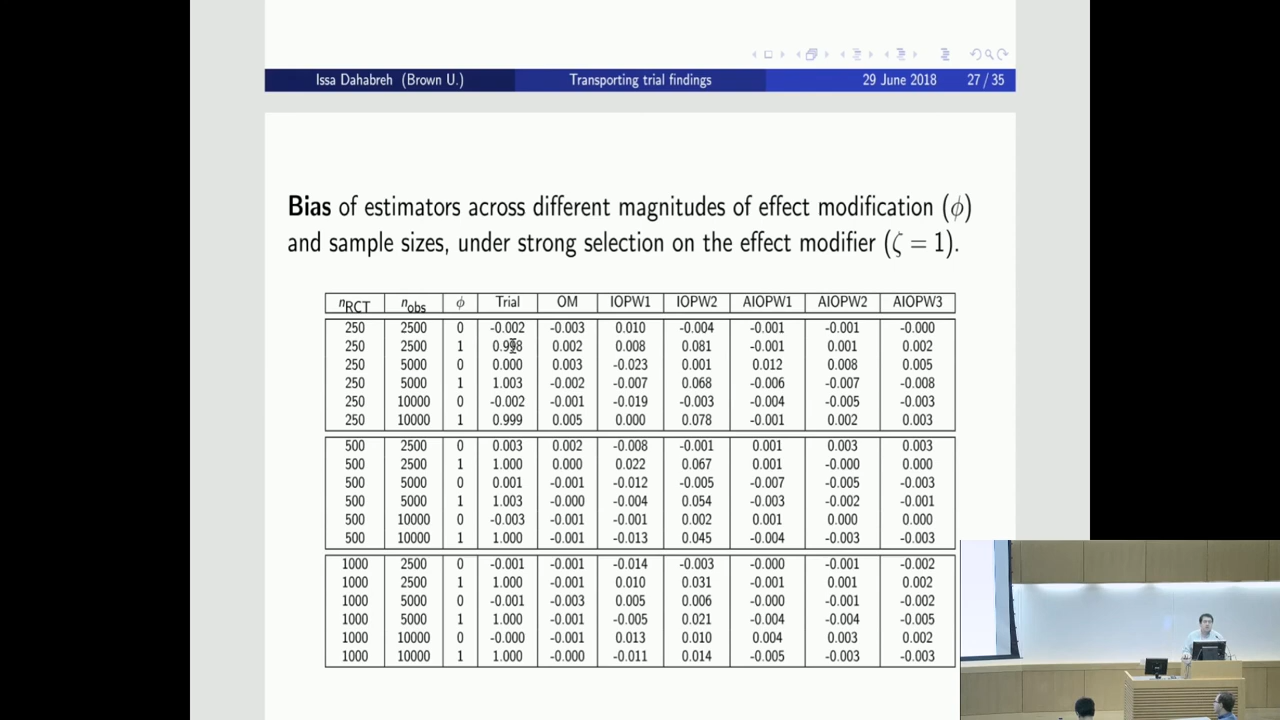 Issa Dahabreh (Brown U.) Transporting trial findings 29 June 2018 27 / 35
Bias of estimators across different magnitudes of effect modification (ϕ)
and sample sizes, under strong selection on the effect modifier (ζ = 1).
nRCT nobs ϕ Trial OM IOPW1 IOPW2 AIOPW1 AIOPW2 AIOPW3
250 2500 0 -0.002 -0.003 0.010 -0.004 -0.001 -0.001 -0.000
250 2500 1 0.998 0.002 0.008 0.081 -0.001 0.001 0.002
250 5000 0 0.000 0.003 -0.023 0.001 0.012 0.008 0.005
250 5000 1 1.003 -0.002 -0.007 0.068 -0.006 -0.007 -0.008
250 10000 0 -0.002 -0.001 -0.019 -0.003 -0.004 -0.005 -0.003
250 10000 1 0.999 0.005 0.000 0.078 -0.001 0.002 0.003
500 2500 0 0.003 0.002 -0.008 -0.001 0.001 0.003 0.003
500 2500 1 1.000 0.000 0.022 0.067 0.001 -0.000 0.000
500 5000 0 0.001 -0.001 -0.012 -0.005 -0.007 -0.005 -0.003
500 5000 1 1.003 -0.000 -0.004 0.054 -0.003 -0.002 -0.001
500 10000 0 -0.003 -0.001 -0.001 0.002 0.001 0.000 0.000
500 10000 1 1.000 -0.001 -0.013 0.045 -0.004 -0.003 -0.003
1000 2500 0 -0.001 -0.001 -0.014 -0.003 -0.000 -0.001 -0.002
1000 2500 1 1.000 -0.001 0.010 0.031 -0.001 0.001 0.002
1000 5000 0 -0.001 -0.003 0.005 0.006 -0.000 -0.001 -0.002
1000 5000 1 1.000 -0.001 -0.005 0.021 -0.004 -0.004 -0.005
1000 10000 0 -0.000 -0.001 0.013 0.010 0.004 0.003 0.002
1000 10000 1 1.000 -0.000 -0.011 0.014 -0.005 -0.003 -0.003